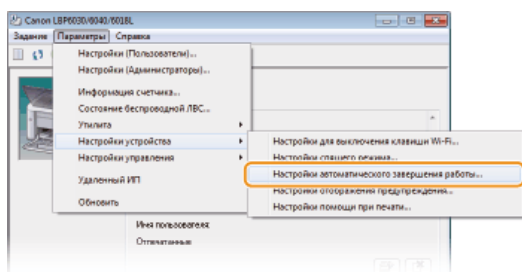 Canon LBP6030/6040/6018L
Задание Параметры Справка
Настройки (Пользователи)...
Настройки (Администраторы)...
Информация счетчика...
Состояние беспроводной ЛВС...
Утилита
Настройки устройства
Настройки управления
Удаленный ИП
Обновить
Настройки для выключения клавиши Wi-Fi...
Настройки спящего режима...
Настройки автоматического завершения работы...
Настройки отображения предупреждения...
Настройки помощи при печати...
Имя пользователя:
Отпечатанные